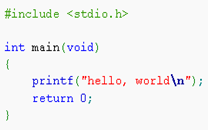 #include <stdio.h>

int main(void)
{
    printf("hello, world\n");
    return 0;
}